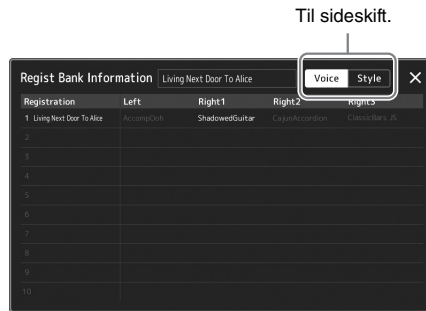 Til sideskift.
Regist Bank Information Living Next Door To Alice Voice Style ×
Registration Left Right1 Right2 Right3
1 Living Next Door To Alice AccompOoh ShadowedGuitar CajunAccordion ClassicBars
2
3
4
5
6
7
8
9
10